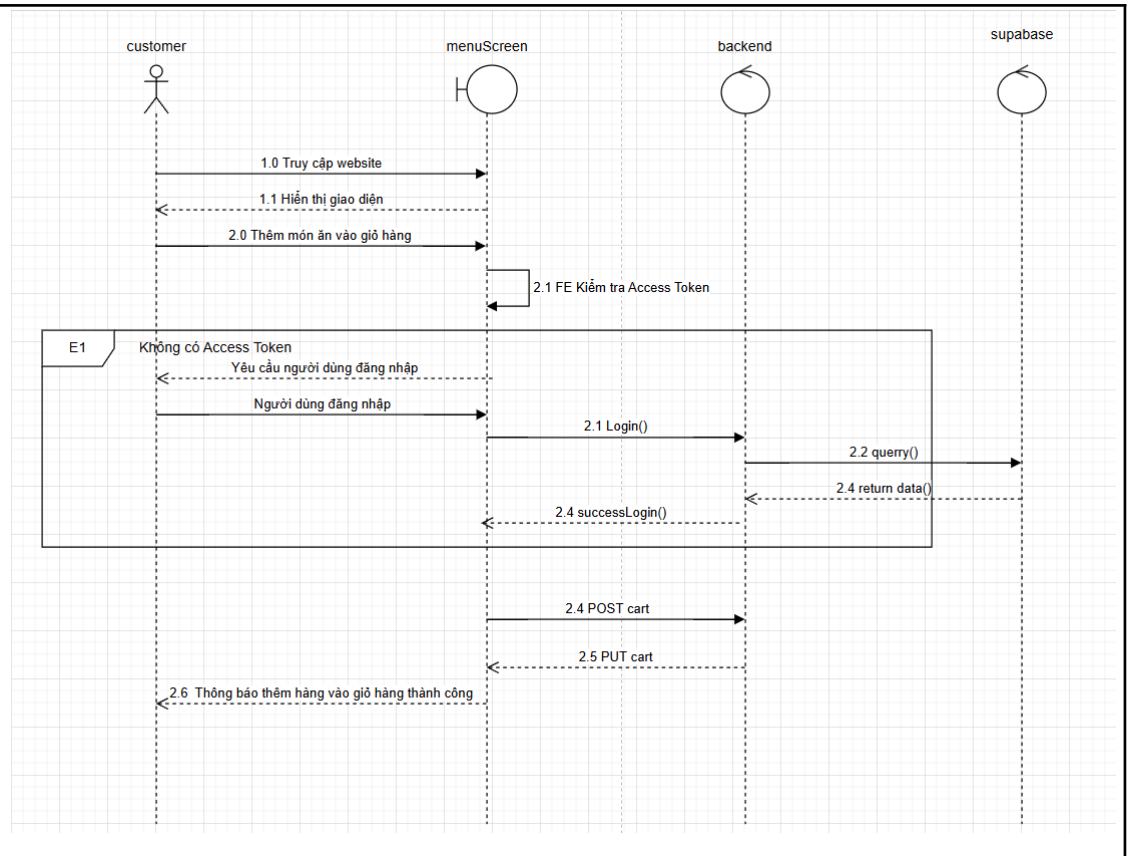 customer
menuScreen
backend
supabase
1.0 Truy cập website
1.1 Hiển thị giao diện
2.0 Thêm món ăn vào giỏ hàng
2.1 FE Kiểm tra Access Token
E1
Không có Access Token
Yêu cầu người dùng đăng nhập
Người dùng đăng nhập
2.1 Login()
2.2 querry()
2.4 return data()
2.4 successLogin()
2.4 POST cart
2.5 PUT cart
2.6 Thông báo thêm hàng vào giỏ hàng thành công